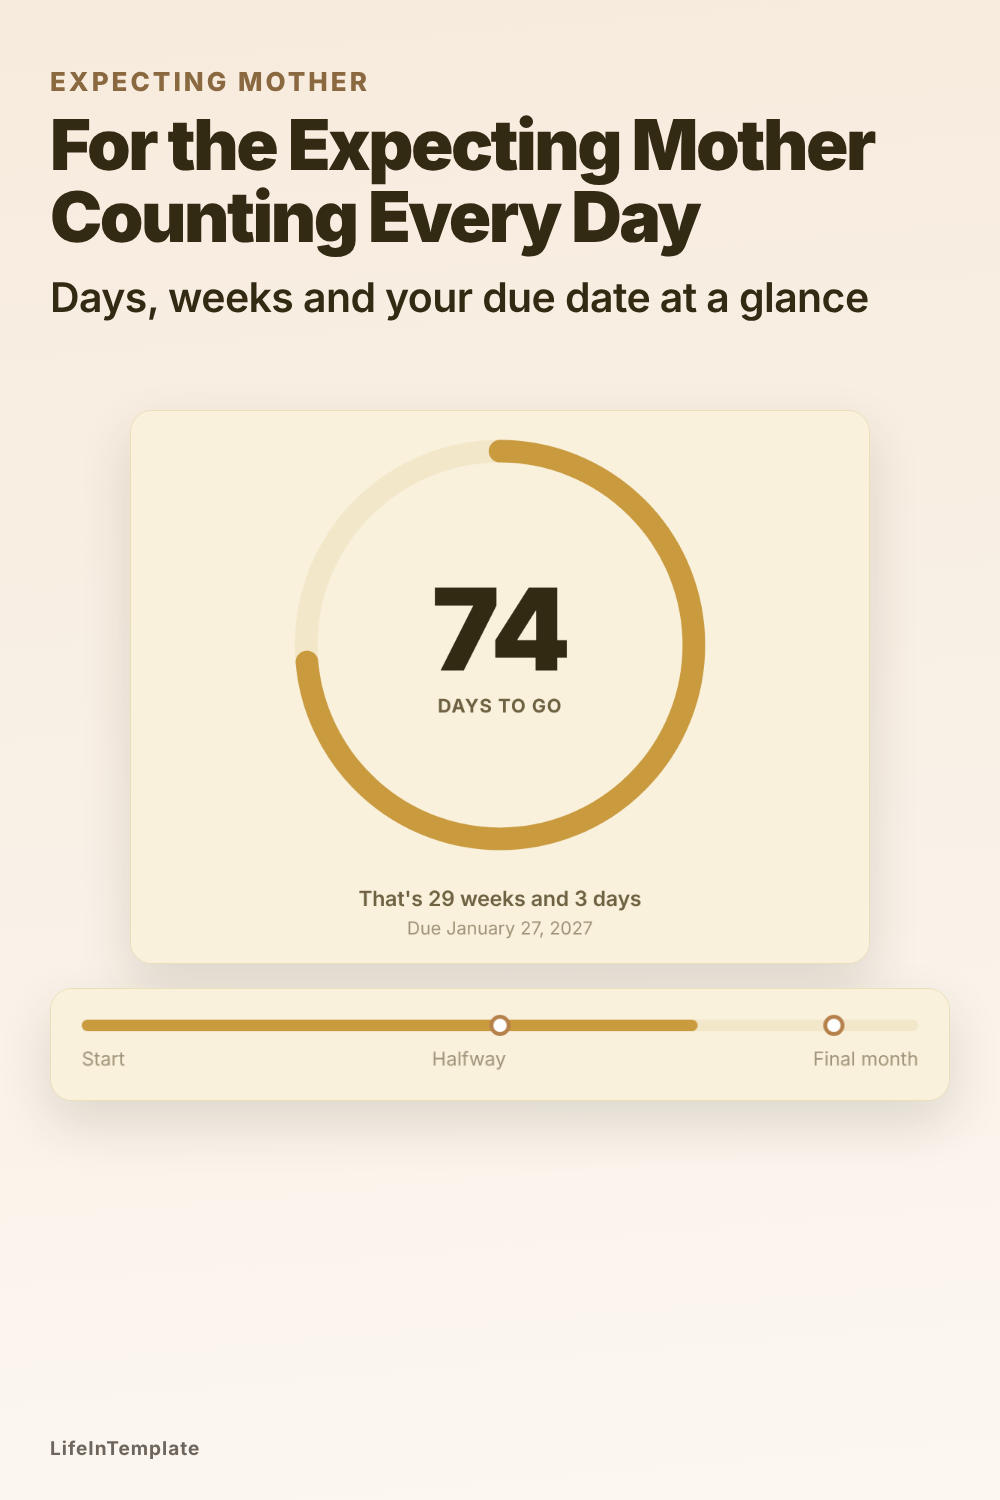 EXPECTING MOTHER
For the Expecting Mother
Counting Every Day
Days, weeks and your due date at a glance
74
DAYS TO GO
That's 29 weeks and 3 days
Due January 27, 2027
Start
Halfway
Final month
LifeInTemplate